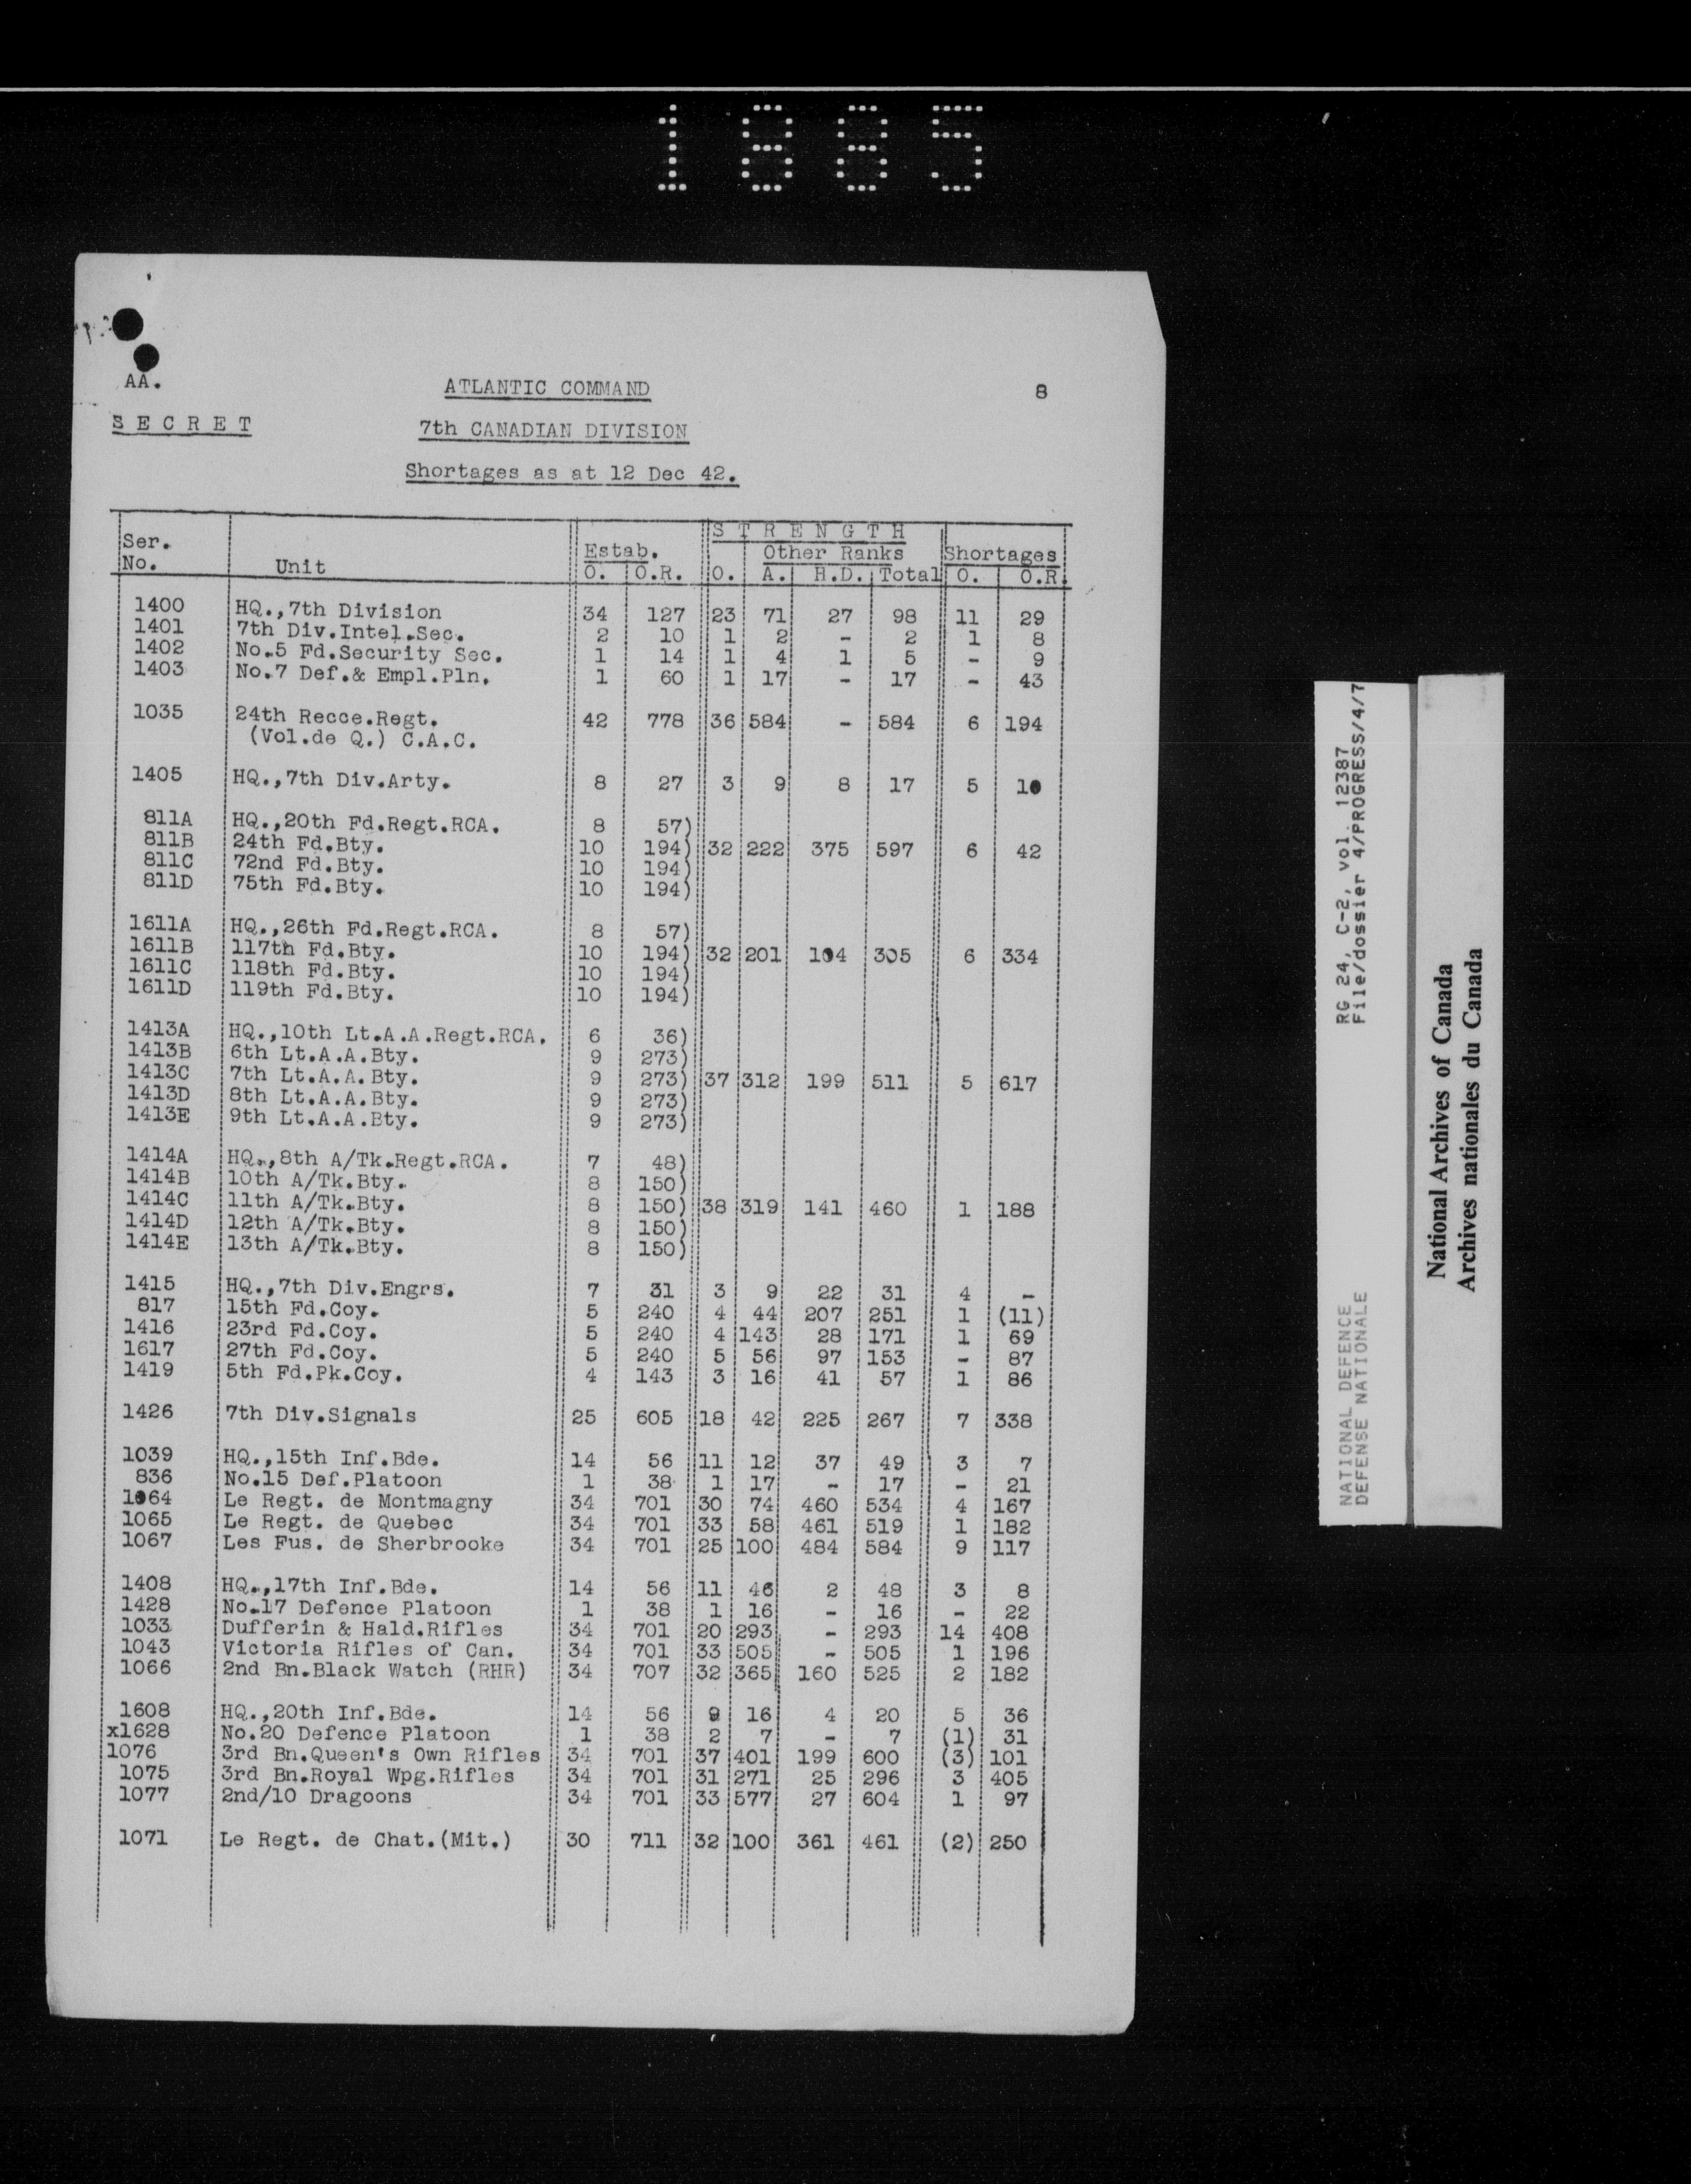 1885
AA.
ATLANTIC COMMAND 8
S E C R E T
7th CANADIAN DIVISION
Shortages as at 12 Dec 42.
S T R E N G T H
Ser. Estab. Other Ranks Shortages
No. Unit O. O.R. O. A. H.D. Total O. O.R.
1400 HQ.,7th Division 34 127 23 71 27 98 11 29
1401 7th Div.Intel.Sec. 2 10 1 2 - 2 1 8
1402 No.5 Fd.Security Sec. 1 14 1 4 1 5 - 9
1403 No.7 Def.& Empl.Pln. 1 60 1 17 - 17 - 43
1035 24th Recce.Regt. 42 778 36 584 - 584 6 194
(Vol.de Q.) C.A.C.
1405 HQ.,7th Div.Arty. 8 27 3 9 8 17 5 10
811A HQ.,20th Fd.Regt.RCA. 8 57)
811B 24th Fd.Bty. 10 194) 32 222 375 597 6 42
811C 72nd Fd.Bty. 10 194)
811D 75th Fd.Bty. 10 194)
1611A HQ.,26th Fd.Regt.RCA. 8 57)
1611B 117th Fd.Bty. 10 194) 32 201 104 305 6 334
1611C 118th Fd.Bty. 10 194)
1611D 119th Fd.Bty. 10 194)
1413A HQ.,10th Lt.A.A.Regt.RCA. 6 36)
1413B 6th Lt.A.A.Bty. 9 273)
1413C 7th Lt.A.A.Bty. 9 273) 37 312 199 511 5 617
1413D 8th Lt.A.A.Bty. 9 273)
1413E 9th Lt.A.A.Bty. 9 273)
1414A HQ.,8th A/Tk.Regt.RCA. 7 48)
1414B 10th A/Tk.Bty. 8 150)
1414C 11th A/Tk.Bty. 8 150) 38 319 141 460 1 188
1414D 12th A/Tk.Bty. 8 150)
1414E 13th A/Tk.Bty. 8 150)
1415 HQ.,7th Div.Engrs. 7 31 3 9 22 31 4 -
817 15th Fd.Coy. 5 240 4 44 207 251 1 (11)
1416 23rd Fd.Coy. 5 240 4 143 28 171 1 69
1617 27th Fd.Coy. 5 240 5 56 97 153 - 87
1419 5th Fd.Pk.Coy. 4 143 3 16 41 57 1 86
1426 7th Div.Signals 25 605 18 42 225 267 7 338
1039 HQ.,15th Inf.Bde. 14 56 11 12 37 49 3 7
836 No.15 Def.Platoon 1 38 1 17 - 17 - 21
1064 Le Regt. de Montmagny 34 701 30 74 460 534 4 167
1065 Le Regt. de Quebec 34 701 33 58 461 519 1 182
1067 Les Fus. de Sherbrooke 34 701 25 100 484 584 9 117
1408 HQ.,17th Inf.Bde. 14 56 11 46 2 48 3 8
1428 No.17 Defence Platoon 1 38 1 16 - 16 - 22
1033 Dufferin & Hald.Rifles 34 701 20 293 - 293 14 408
1043 Victoria Rifles of Can. 34 701 33 505 - 505 1 196
1066 2nd Bn.Black Watch (RHR) 34 707 32 365 160 525 2 182
1608 HQ.,20th Inf.Bde. 14 56 9 16 4 20 5 36
x1628 No.20 Defence Platoon 1 38 2 7 - 7 (1) 31
1076 3rd Bn.Queen's Own Rifles 34 701 37 401 199 600 (3) 101
1075 3rd Bn.Royal Wpg.Rifles 34 701 31 271 25 296 3 405
1077 2nd/10 Dragoons 34 701 33 577 27 604 1 97
1071 Le Regt. de Chat.(Mit.) 30 711 32 100 361 461 (2) 250
NATIONAL DEFENCE RG 24, C-2, vol. 12387
DEFENSE NATIONALE File/dossier 4/PROGRESS/4/7
National Archives of Canada
Archives nationales du Canada